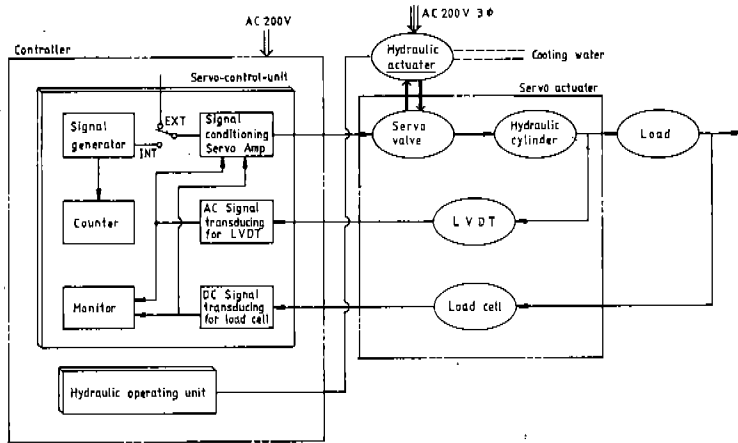 AC 200V
AC 200V 3Φ
Controller
Hydraulic
actuater
Cooling water
Servo-control-unit
Servo actuater
Signal
generator
EXT
INT
Signal
conditioning
Servo Amp
Servo
valve
Hydraulic
cylinder
Load
Counter
AC Signal
transducing
for LVDT
LVDT
Monitor
DC Signal
transducing
for load cell
Load cell
Hydraulic operating unit